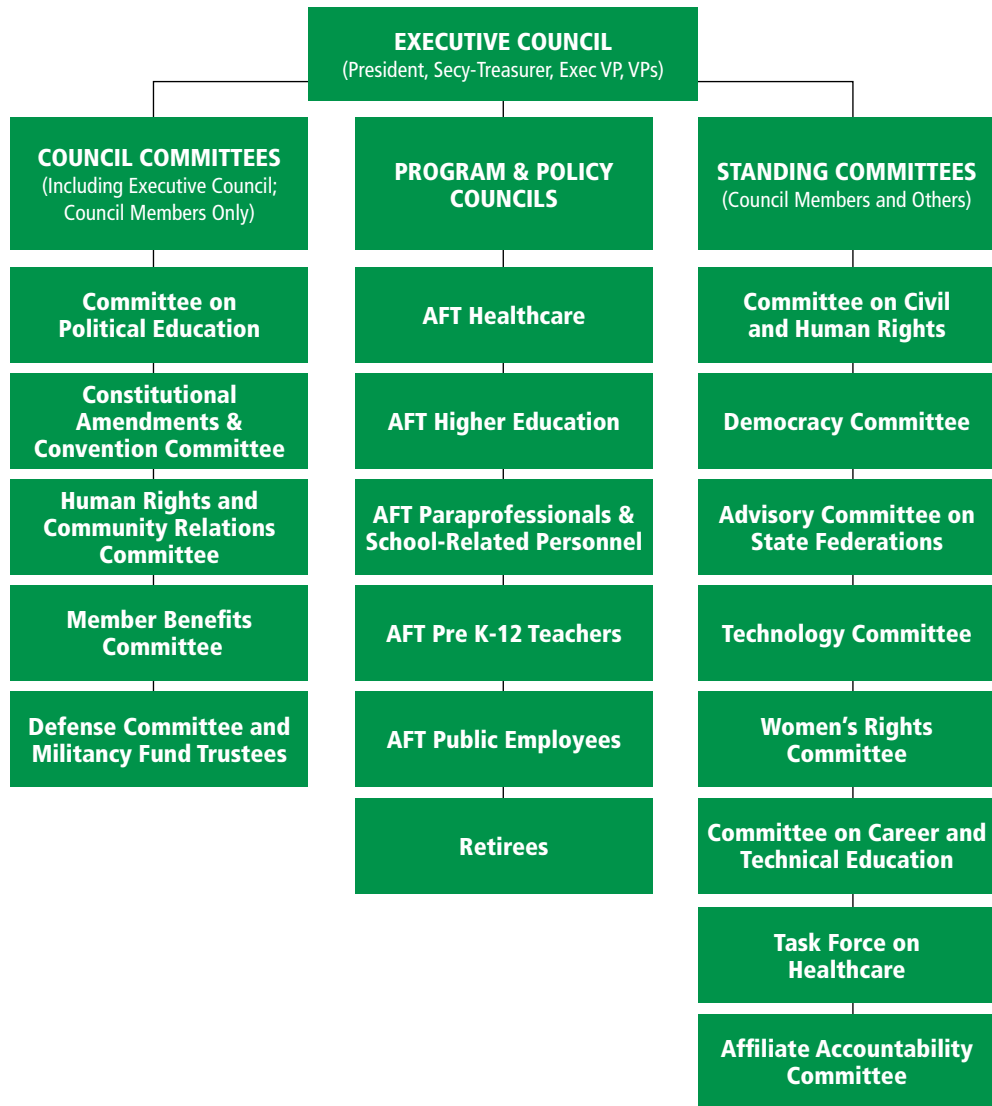 EXECUTIVE COUNCIL
(President, Secy-Treasurer, Exec VP, VPs)
COUNCIL COMMITTEES
(Including Executive Council;
Council Members Only)
Committee on
Political Education
Constitutional
Amendments &
Convention Committee
Human Rights and
Community Relations
Committee
Member Benefits
Committee
Defense Committee and
Militancy Fund Trustees
PROGRAM & POLICY
COUNCILS
AFT Healthcare
AFT Higher Education
AFT Paraprofessionals &
School-Related Personnel
AFT Pre K-12 Teachers
AFT Public Employees
Retirees
STANDING COMMITTEES
(Council Members and Others)
Committee on Civil
and Human Rights
Democracy Committee
Advisory Committee on
State Federations
Technology Committee
Women’s Rights
Committee
Committee on Career and
Technical Education
Task Force on
Healthcare
Affiliate Accountability
Committee